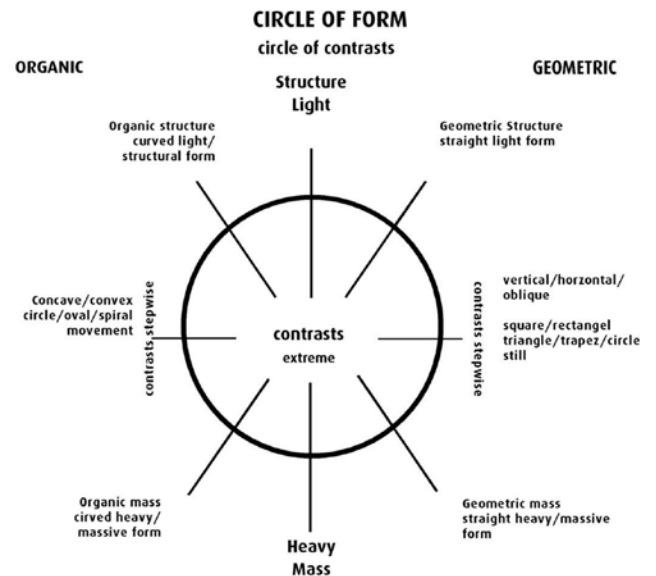 CIRCLE OF FORM
circle of contrasts
ORGANIC
GEOMETRIC
Structure
Light
Organic structure
curved light/
structural form
Geometric Structure
straight light form
Concave/convex
circle/oval/spiral
movement
contrasts,stepwise
contrasts
extreme
contrasts stepwise
vertical/horzontal/
oblique
square/rectangel
triangle/trapez/circle
still
Organic mass
cirved heavy/
massive form
Geometric mass
straight heavy/massive
form
Heavy
Mass